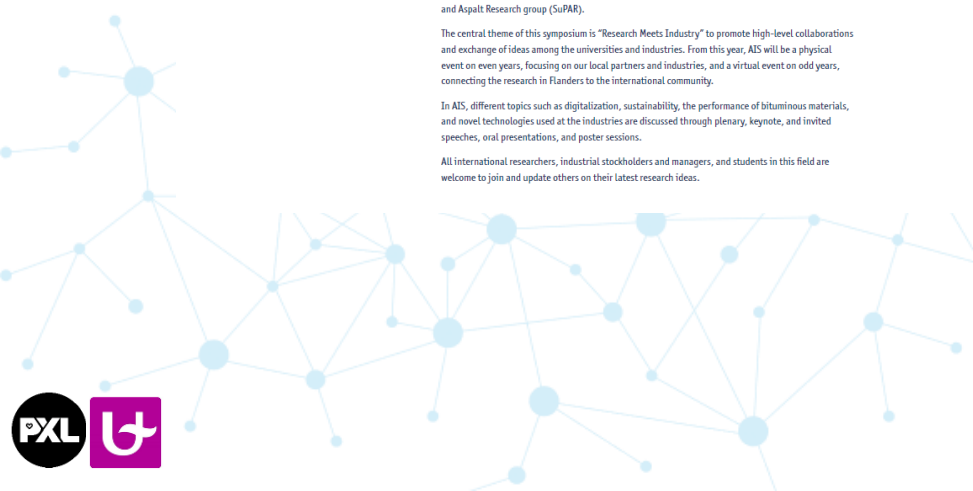 and Aspalt Research group (SuPAR).
The central theme of this symposium is “Research Meets Industry” to promote high-level collaborations
and exchange of ideas among the universities and industries. From this year, AIS will be a physical
event on even years, focusing on our local partners and industries, and a virtual event on odd years,
connecting the research in Flanders to the international community.
In AIS, different topics such as digitalization, sustainability, the performance of bituminous materials,
and novel technologies used at the industries are discussed through plenary, keynote, and invited
speeches, oral presentations, and poster sessions.
All international researchers, industrial stockholders and managers, and students in this field are
welcome to join and update others on their latest research ideas.
PXL